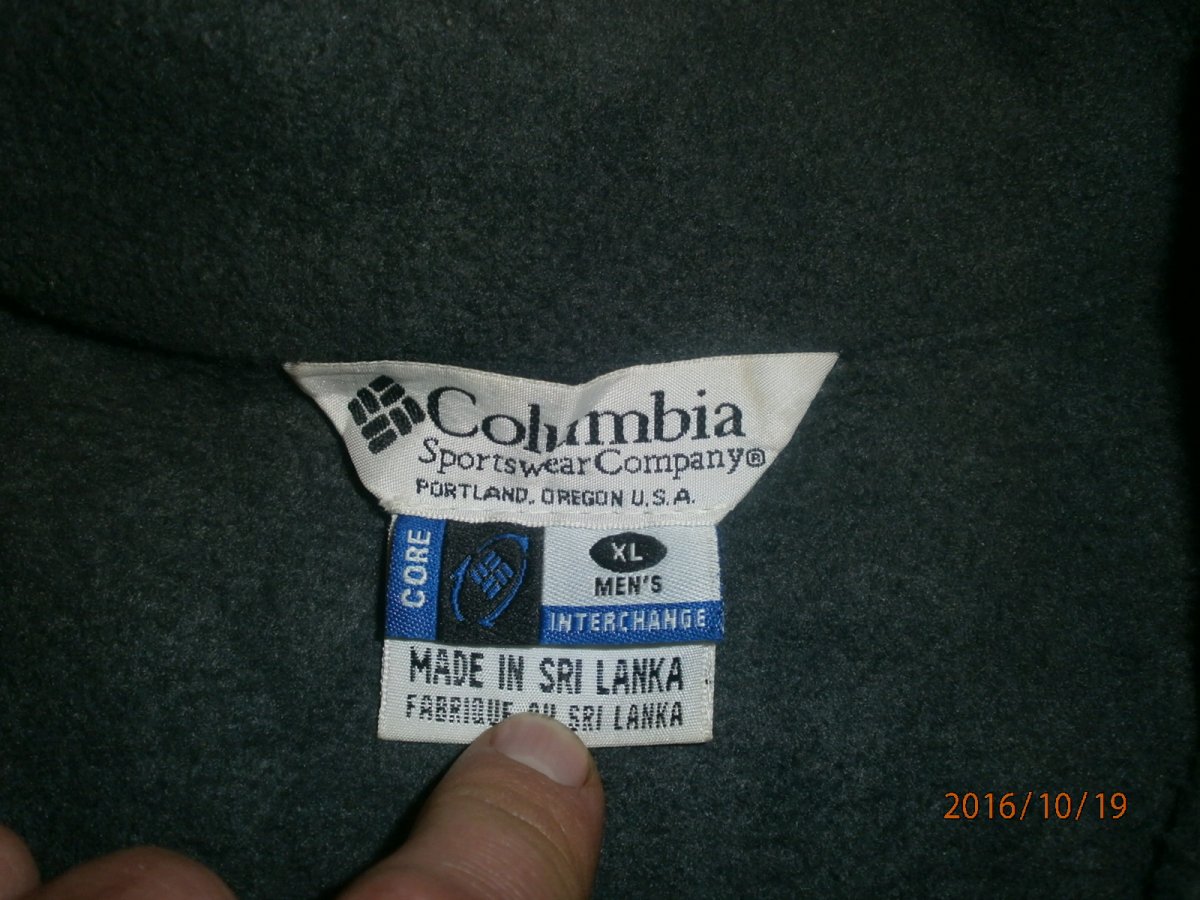 Columbia
Sportswear Company®
PORTLAND, OREGON U.S.A.
CORE
XL
MEN'S
INTERCHANGE
MADE IN SRI LANKA
FABRIQUE AU SRI LANKA
2016/10/19